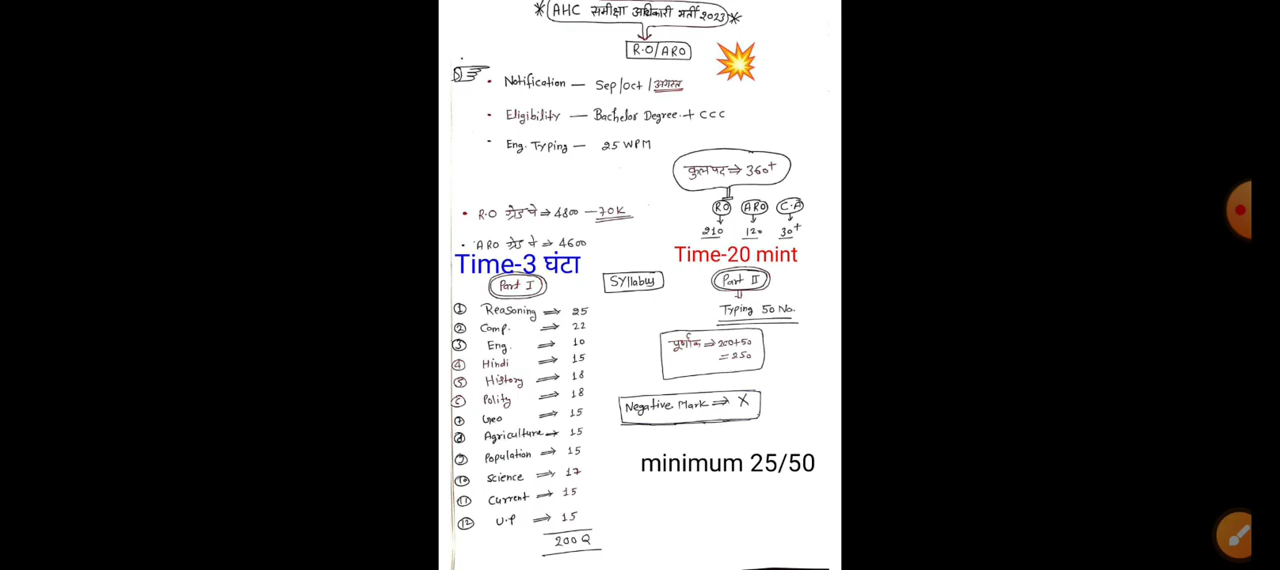 *AHC समीक्षा अधिकारी भर्ती 2023*
R.O/ARO
Notification — Sep/Oct/अगस्त
Eligibility — Bachelor Degree + CCC
Eng. Typing — 25 WPM
कुल पद ⇒ 360+
RO ARO C.A
210 120 30+
R.O ग्रेड पे ⇒ 4800 — 70K
ARO ग्रेड पे ⇒ 4600
Time-3 घंटा
Time-20 mint
Part I
Syllabus
Part II
① Reasoning ⇒ 25
② Comp. ⇒ 22
③ Eng. ⇒ 10
④ Hindi ⇒ 15
⑤ History ⇒ 18
⑥ Polity ⇒ 18
⑦ Geo ⇒ 15
⑧ Agriculture ⇒ 15
⑨ Population ⇒ 15
⑩ Science ⇒ 17
⑪ Current ⇒ 15
⑫ U.P ⇒ 15
200 Q
Typing 50 No.
पूर्णांक ⇒ 200+50
= 250
Negative Mark ⇒ X
minimum 25/50